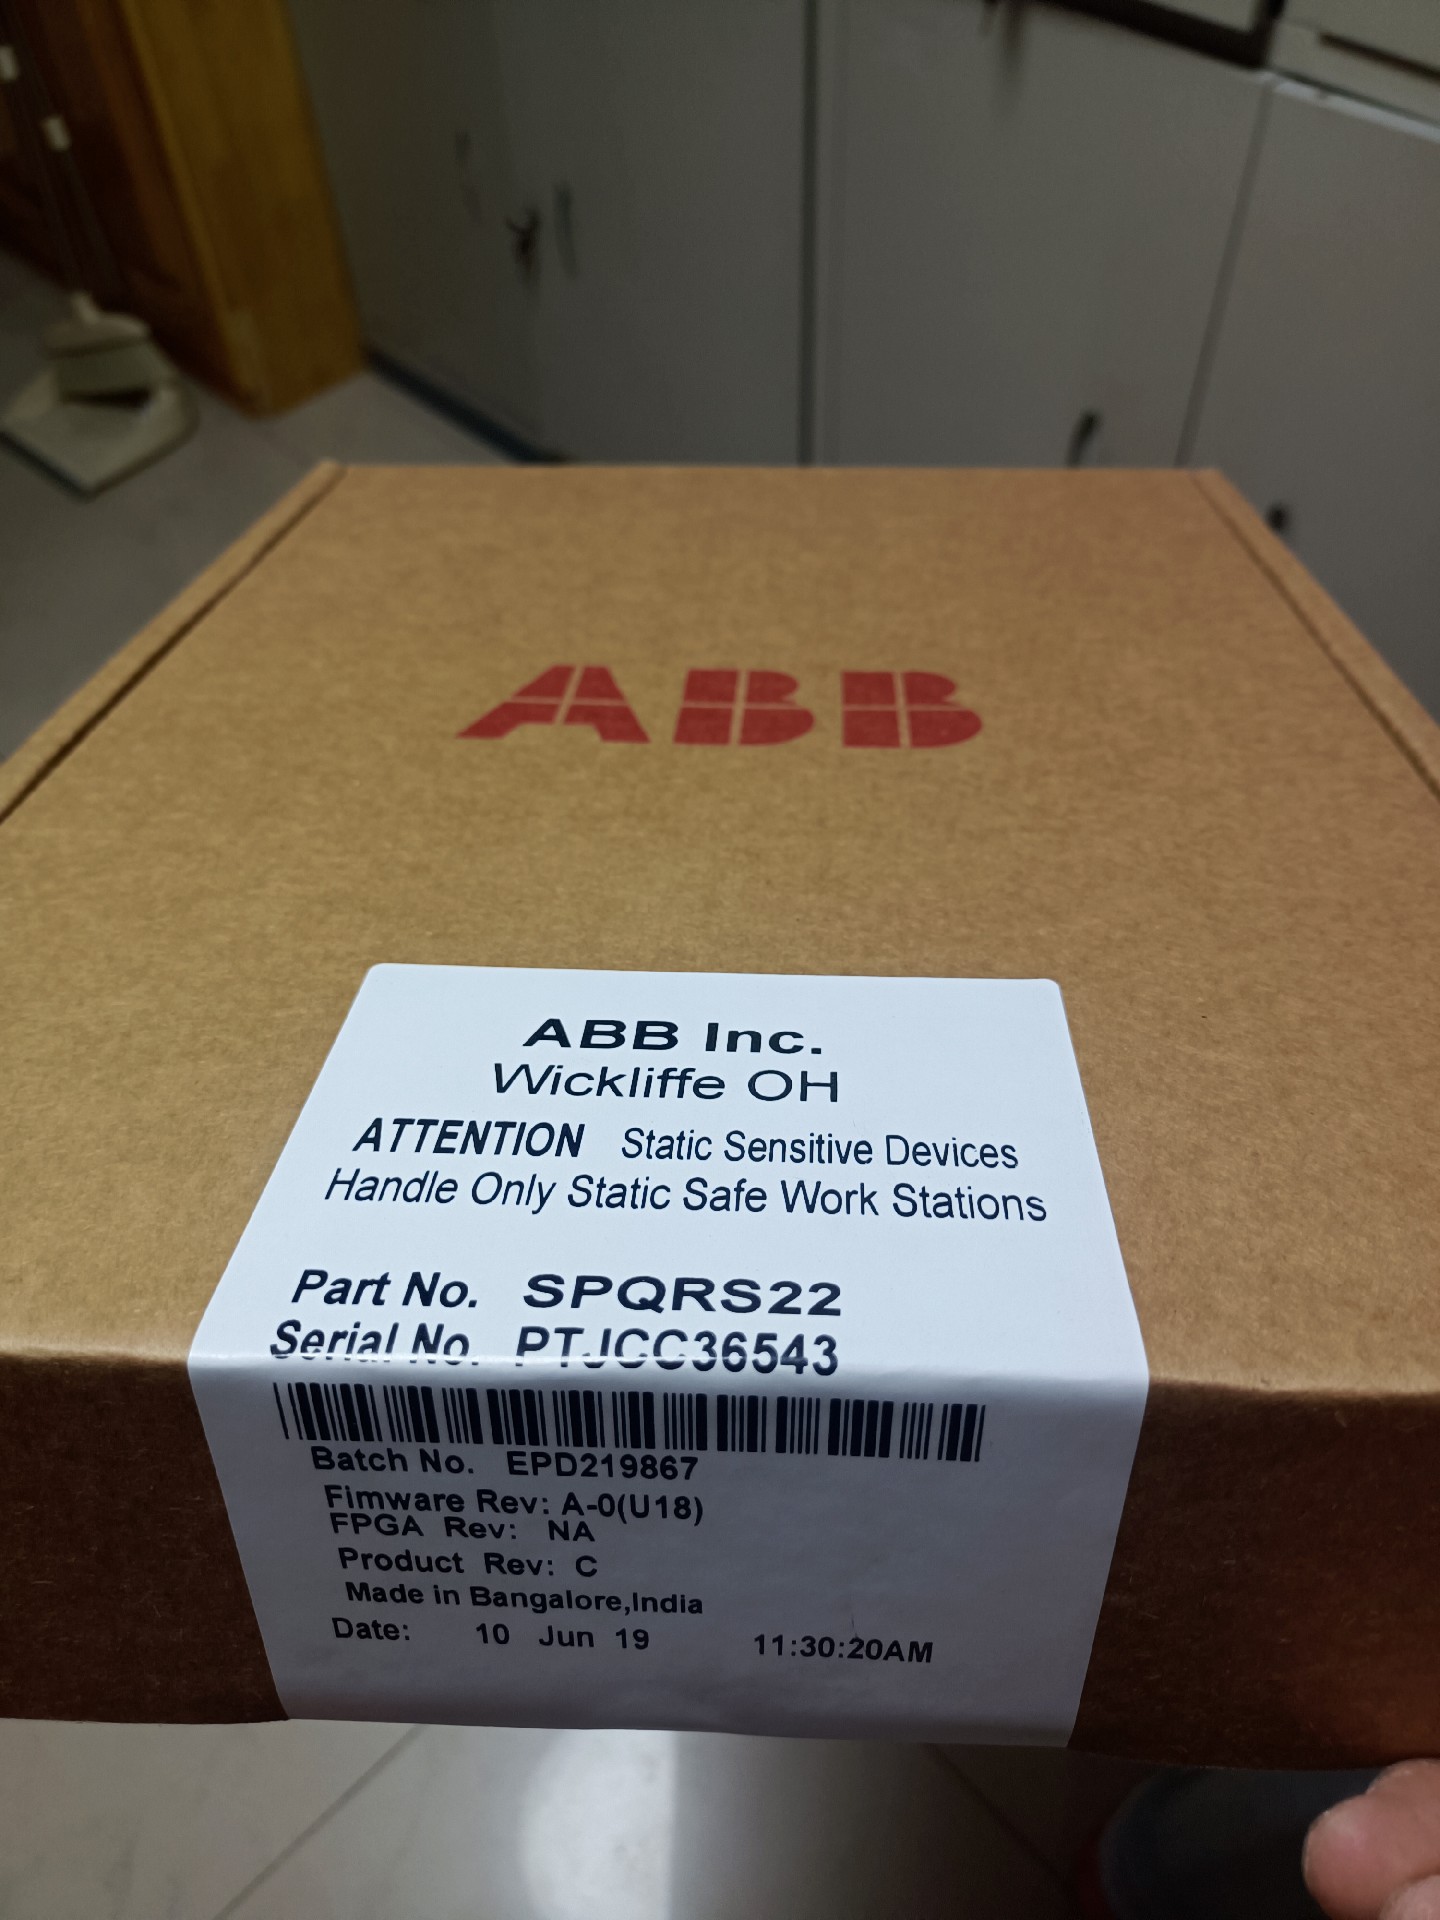 ABB
ABB Inc.
Wickliffe OH
ATTENTION Static Sensitive Devices
Handle Only Static Safe Work Stations
Part No. SPQRS22
Serial No. PTJCC36543
Batch No. EPD219867
Fimware Rev: A-0(U18)
FPGA Rev: NA
Product Rev: C
Made in Bangalore,India
Date: 10 Jun 19 11:30:20AM